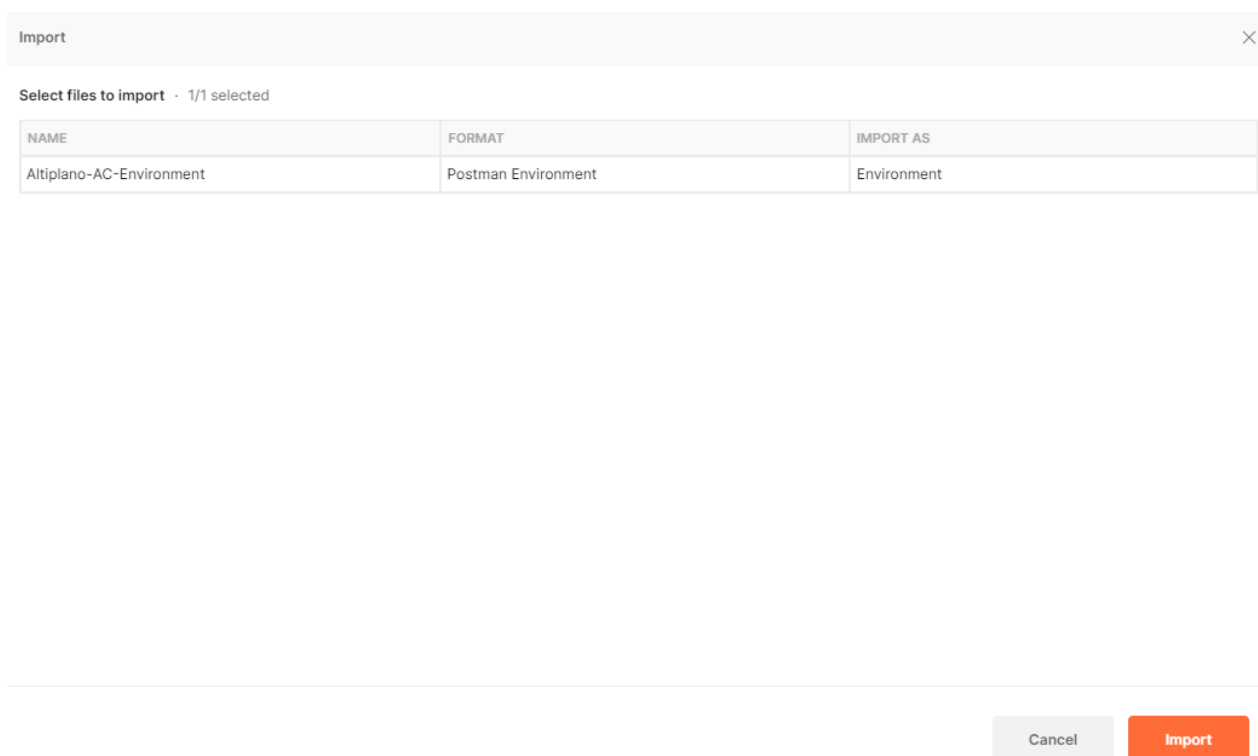 Import
Select files to import · 1/1 selected
NAME FORMAT IMPORT AS
Altiplano-AC-Environment Postman Environment Environment
Cancel Import